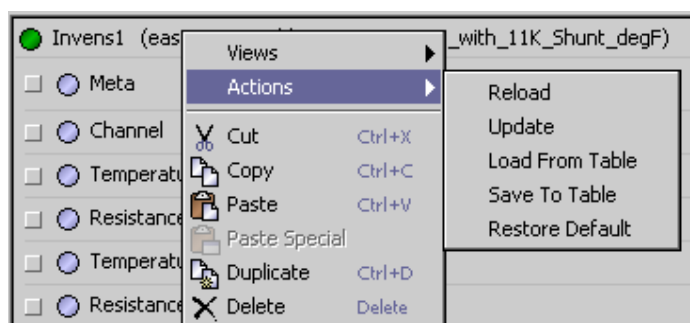 Invens1 (eas _with_11K_Shunt_degF)
Views
Meta
Actions
Reload
Channel
Cut Ctrl+X
Update
Temperatu
Copy Ctrl+C
Load From Table
Resistance
Paste Ctrl+V
Save To Table
Paste Special
Restore Default
Temperatu
Duplicate Ctrl+D
Resistance
Delete Delete